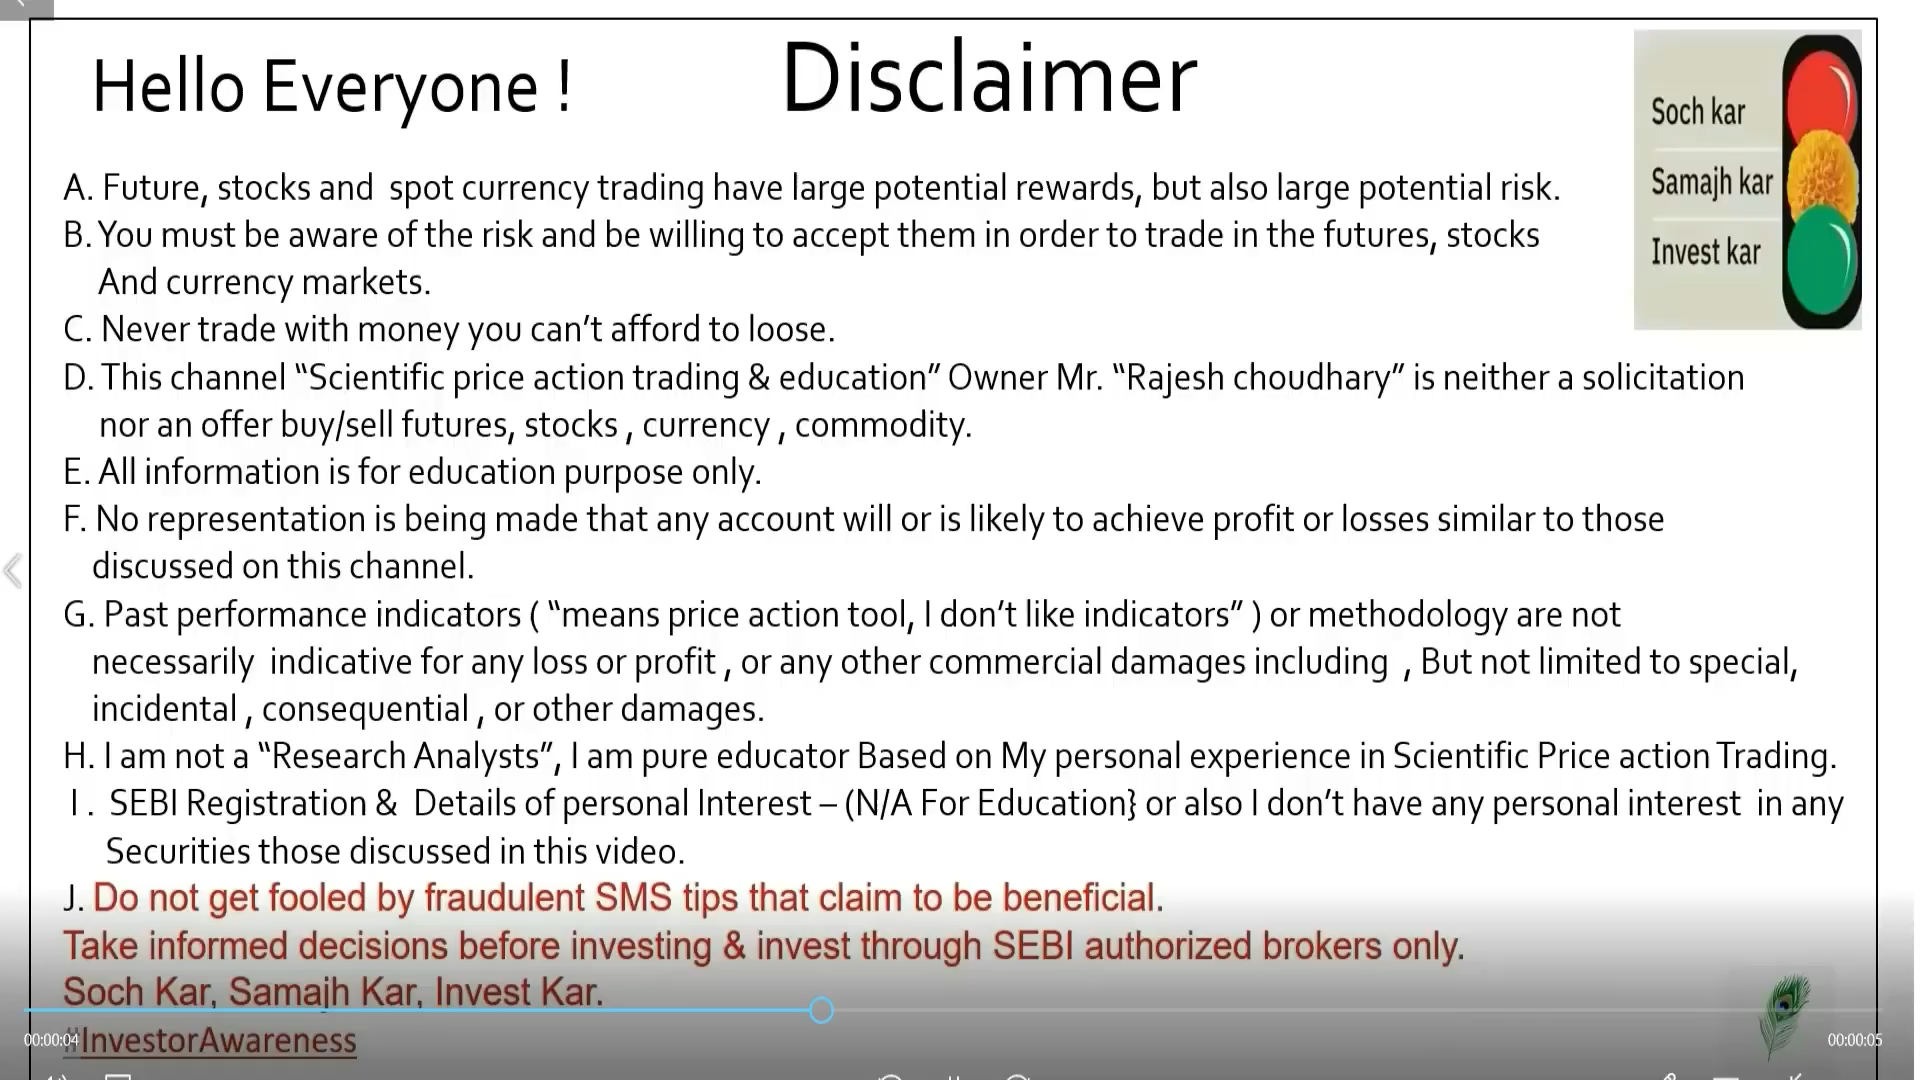 Hello Everyone !
Disclaimer
Soch kar
Samajh kar
Invest kar
A. Future, stocks and spot currency trading have large potential rewards, but also large potential risk.
B. You must be aware of the risk and be willing to accept them in order to trade in the futures, stocks
And currency markets.
C. Never trade with money you can’t afford to loose.
D. This channel “Scientific price action trading & education” Owner Mr. “Rajesh choudhary” is neither a solicitation
nor an offer buy/sell futures, stocks , currency , commodity.
E. All information is for education purpose only.
F. No representation is being made that any account will or is likely to achieve profit or losses similar to those
discussed on this channel.
G. Past performance indicators ( “means price action tool, I don’t like indicators” ) or methodology are not
necessarily indicative for any loss or profit , or any other commercial damages including , But not limited to special,
incidental , consequential , or other damages.
H. I am not a “Research Analysts”, I am pure educator Based on My personal experience in Scientific Price action Trading.
I . SEBI Registration & Details of personal Interest – (N/A For Education} or also I don’t have any personal interest in any
Securities those discussed in this video.
J. Do not get fooled by fraudulent SMS tips that claim to be beneficial.
Take informed decisions before investing & invest through SEBI authorized brokers only.
Soch Kar, Samajh Kar, Invest Kar.
#InvestorAwareness
00:00:04
00:00:05